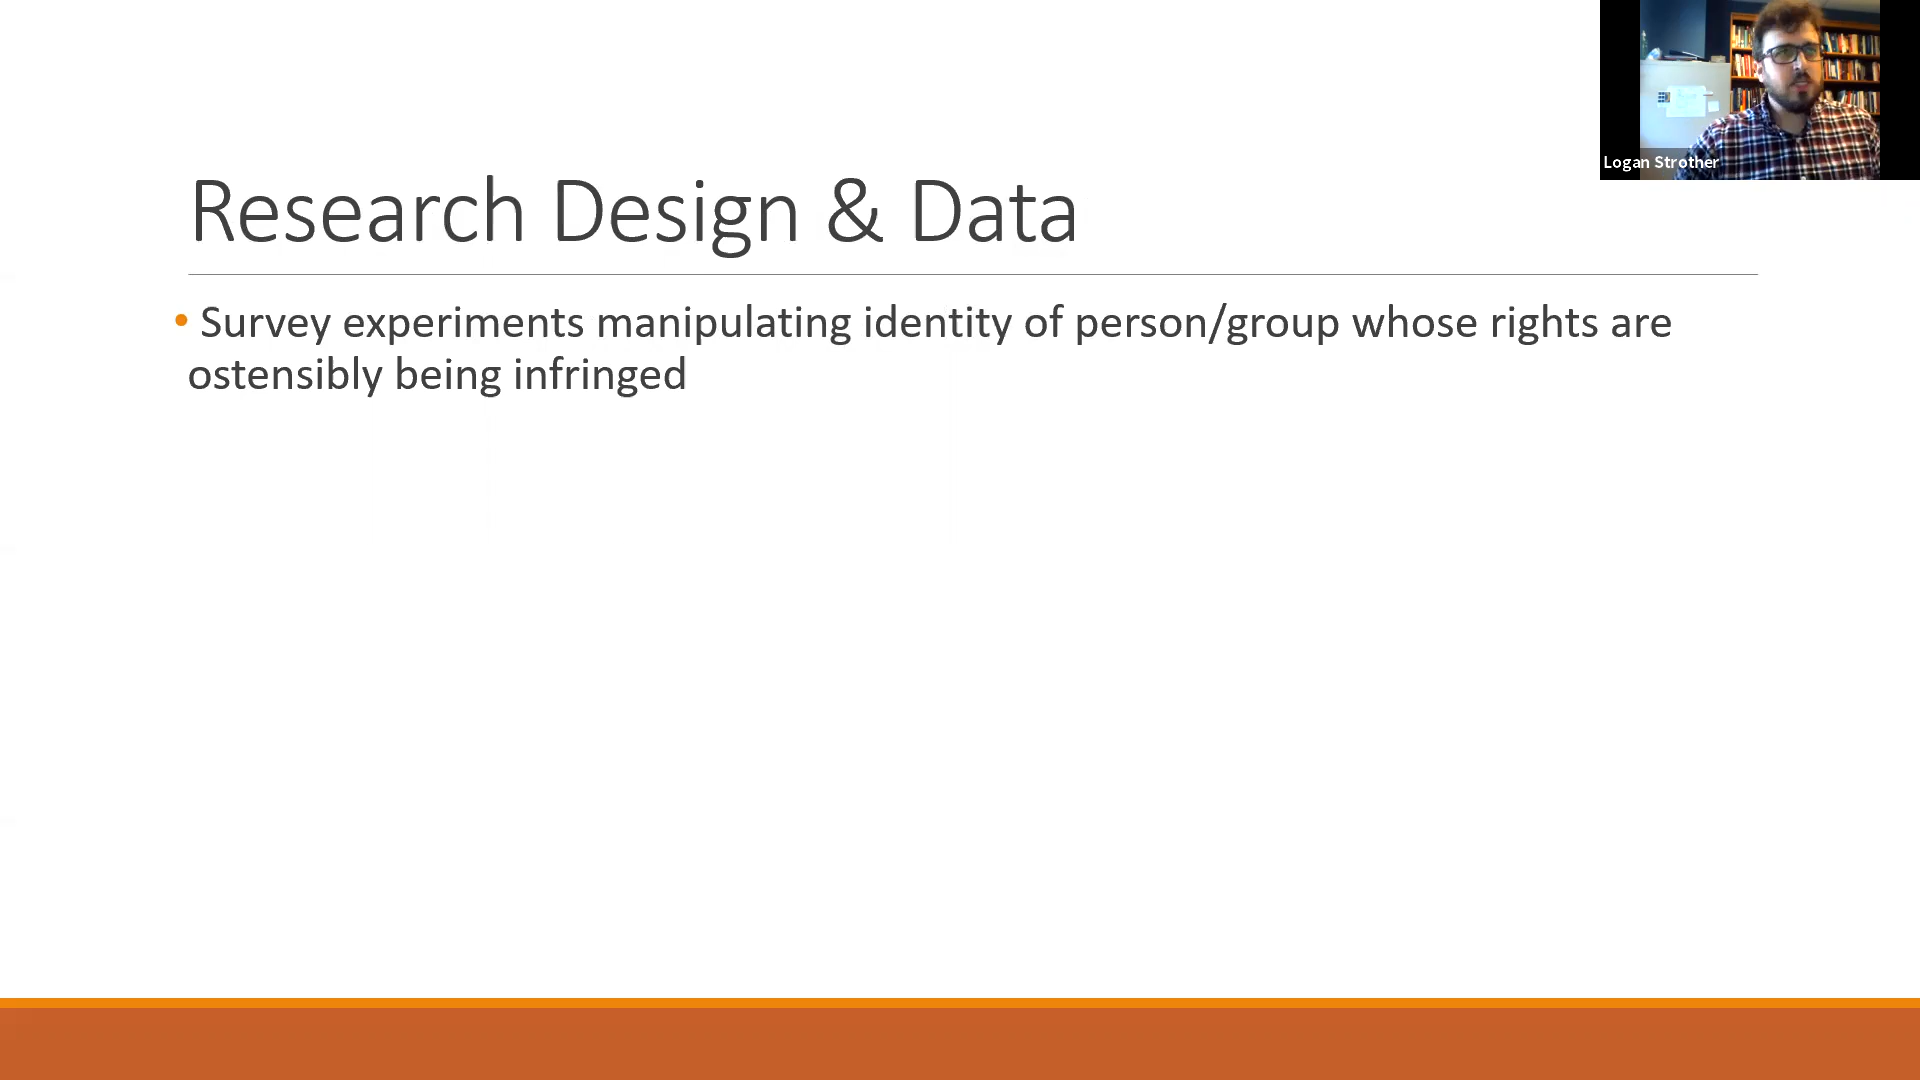 Logan Strother
Research Design & Data
• Survey experiments manipulating identity of person/group whose rights are
ostensibly being infringed